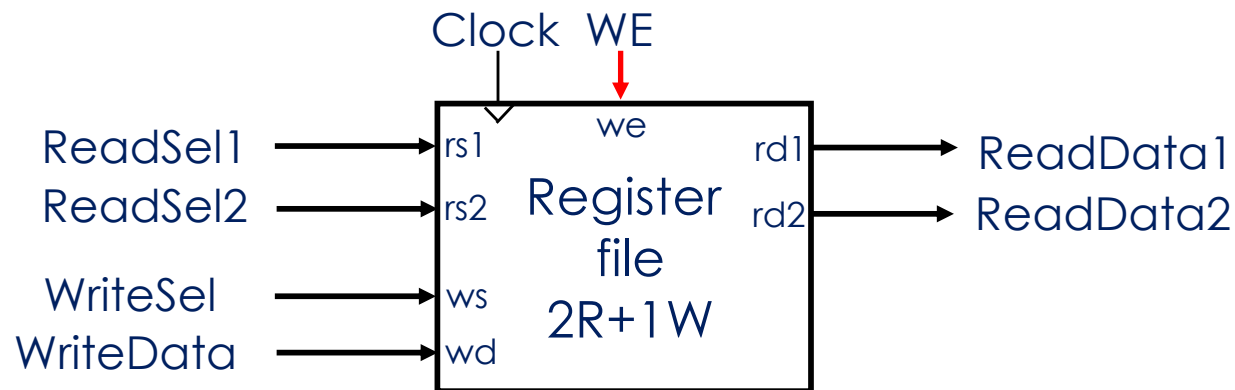 Clock WE
we
ReadSel1 rs1 rd1 ReadData1
ReadSel2 rs2 Register rd2 ReadData2
file
WriteSel ws 2R+1W
WriteData wd